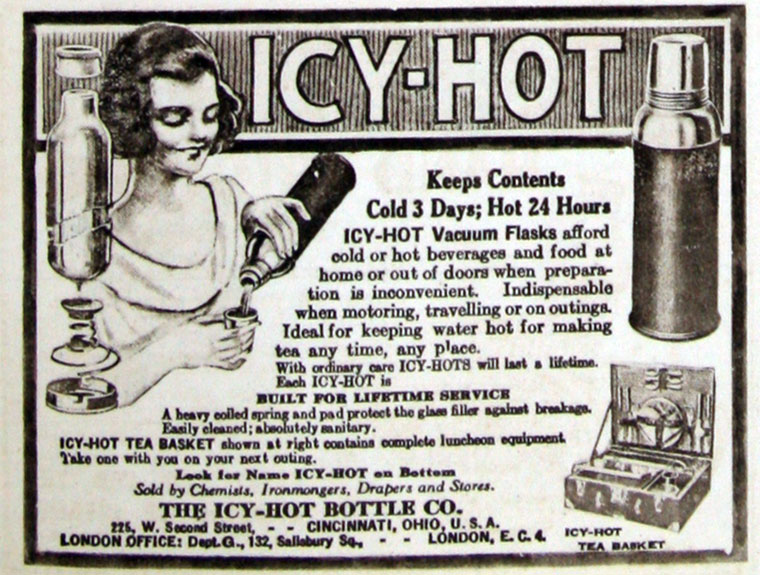 ICY-HOT
Keeps Contents
Cold 3 Days; Hot 24 Hours
ICY-HOT Vacuum Flasks afford
cold or hot beverages and food at
home or out of doors when prepara-
tion is inconvenient. Indispensable
when motoring, travelling or on outings.
Ideal for keeping water hot for making
tea any time, any place.
With ordinary care ICY-HOTS will last a lifetime.
Each ICY-HOT is
BUILT FOR LIFETIME SERVICE
A heavy coiled spring and pad protect the glass filler against breakage.
Easily cleaned; absolutely sanitary.
ICY-HOT TEA BASKET shown at right contains complete luncheon equipment.
Take one with you on your next outing.
Look for Name ICY-HOT on Bottom
Sold by Chemists, Ironmongers, Drapers and Stores.
THE ICY-HOT BOTTLE CO.
225, W. Second Street, - - CINCINNATI, OHIO, U. S. A.
LONDON OFFICE: Dept. G., 132, Salisbury Sq., - - LONDON, E. C. 4.
ICY-HOT
TEA BASKET